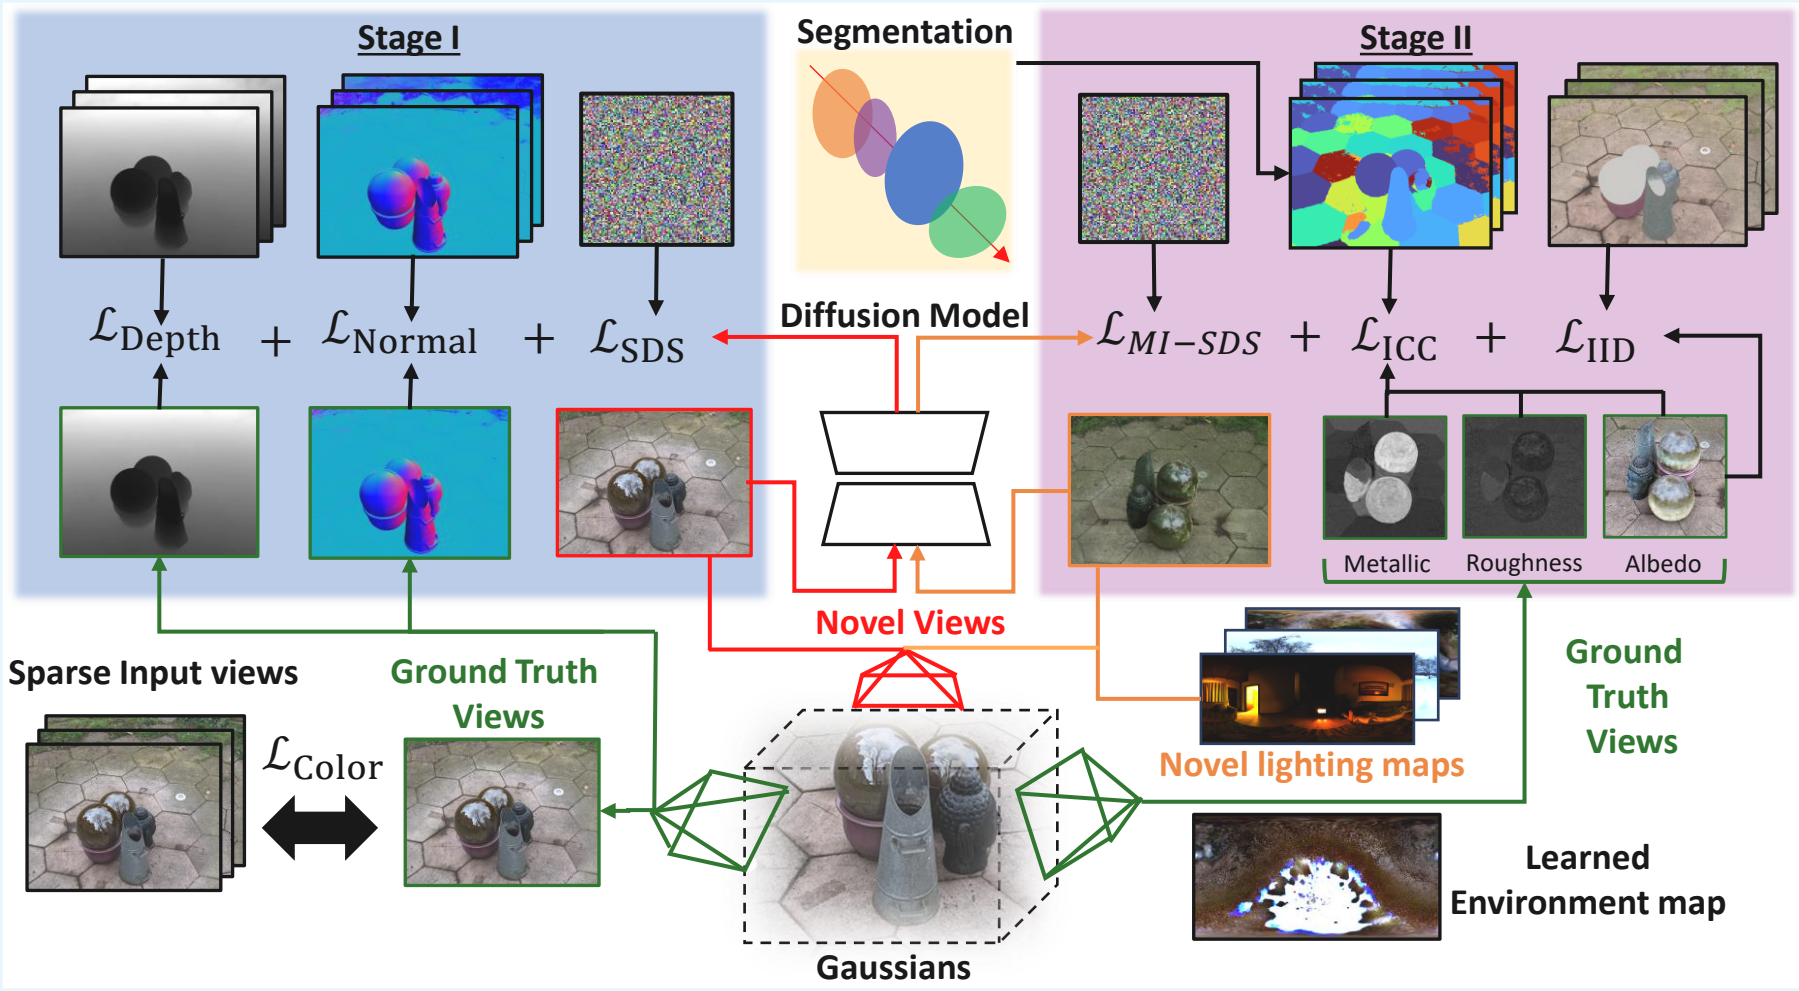 Stage I
Segmentation
Stage II
ℒDepth + ℒNormal + ℒSDS
Diffusion Model
ℒMI−SDS + ℒICC + ℒIID
Metallic
Roughness
Albedo
Novel Views
Sparse Input views
Ground Truth
Views
ℒColor
Novel lighting maps
Ground
Truth
Views
Learned
Environment map
Gaussians